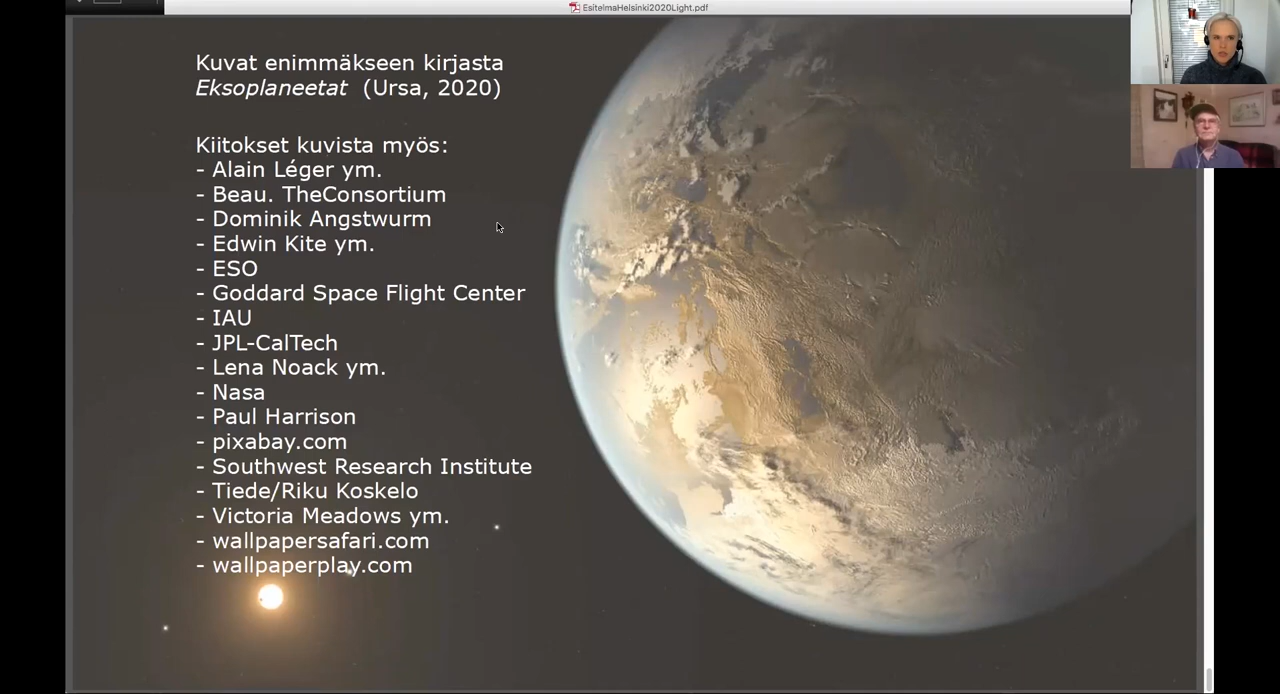 EsitelmaHelsinki2020Light.pdf
Kuvat enimmäkseen kirjasta
Eksoplaneetat (Ursa, 2020)
Kiitokset kuvista myös:
- Alain Léger ym.
- Beau. TheConsortium
- Dominik Angstwurm
- Edwin Kite ym.
- ESO
- Goddard Space Flight Center
- IAU
- JPL-CalTech
- Lena Noack ym.
- Nasa
- Paul Harrison
- pixabay.com
- Southwest Research Institute
- Tiede/Riku Koskelo
- Victoria Meadows ym.
- wallpapersafari.com
- wallpaperplay.com